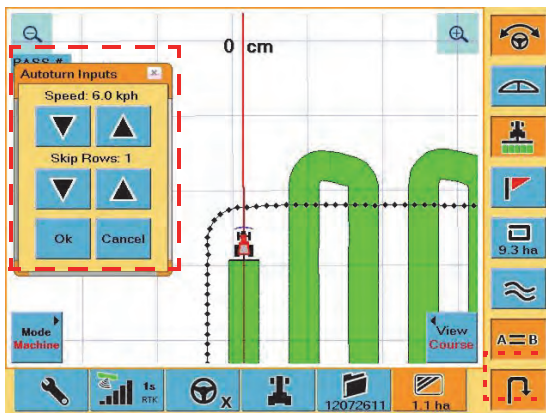 0 cm
PASS #
Autoturn Inputs
Speed: 6.0 kph
Skip Rows: 1
Ok
Cancel
9.3 ha
A=B
Mode
Machine
View
Course
1s
RTK
X
12072611
1.1 ha